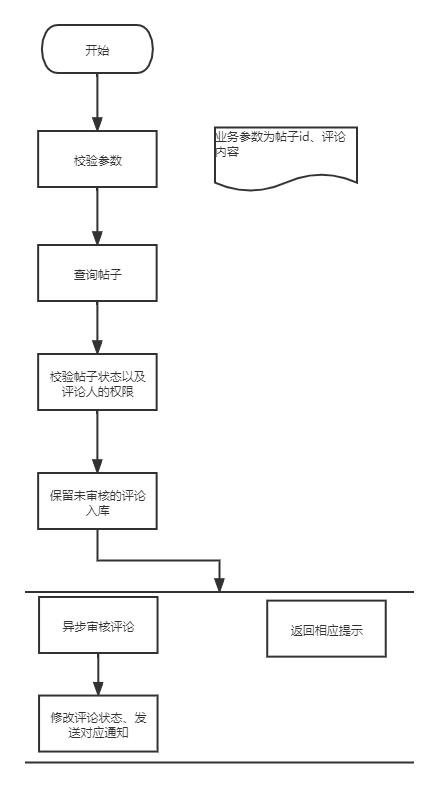 开始
业务参数为帖子id、评论
内容
校验参数
查询帖子
校验帖子状态以及
评论人的权限
保留未审核的评论
入库
异步审核评论
返回相应提示
修改评论状态、发
送对应通知